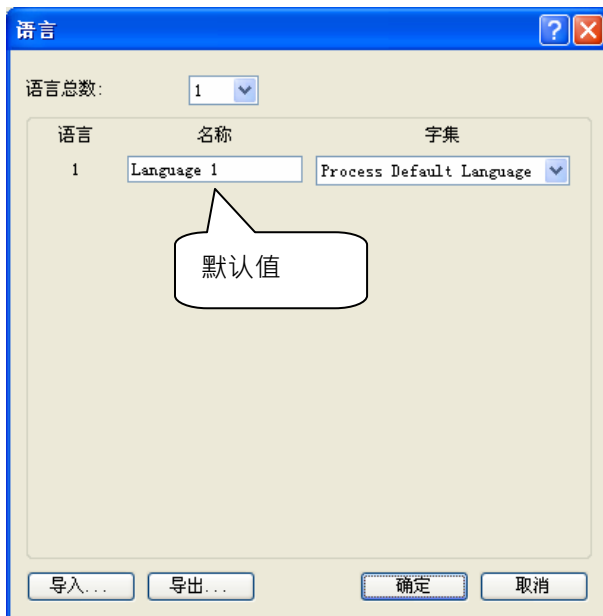 语言
语言总数: 1
语言 名称 字集
1 Language 1 Process Default Language
默认值
导入... 导出... 确定 取消